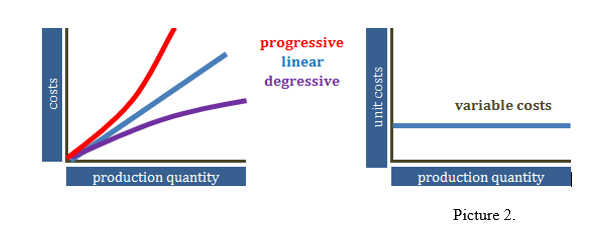 costs
progressive
linear
degressive
production quantity
unit costs
variable costs
production quantity
Picture 2.